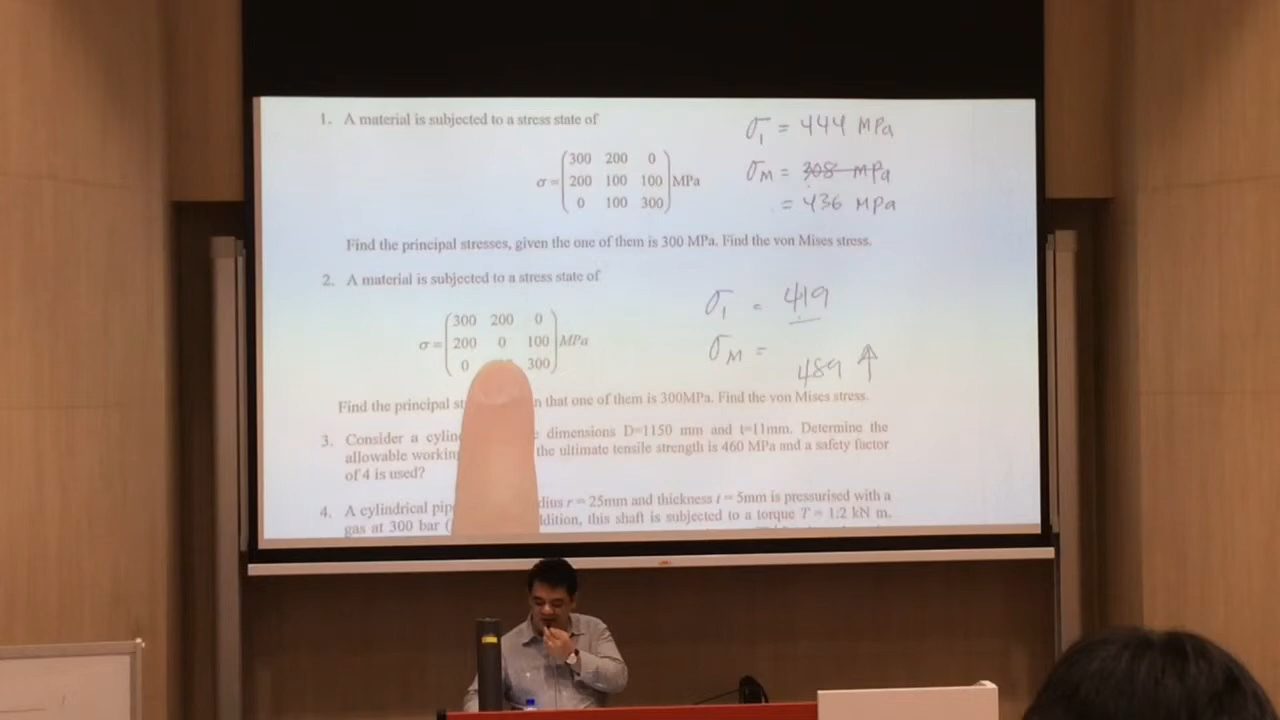 1. A material is subjected to a stress state of
σ = (300 200 0
200 100 100
0 100 300) MPa
σ1 = 444 MPa
σM = 308 MPa
= 436 MPa
Find the principal stresses, given the one of them is 300 MPa. Find the von Mises stress.
2. A material is subjected to a stress state of
σ = (300 200 0
200 0 100
0 300) MPa
σ1 = 419
σM =
489 ↑
Find the principal that one of them is 300MPa. Find the von Mises stress.
3. Consider a dimensions D=1150 mm and t=11mm. Determine the
allowable the ultimate tensile strength is 460 MPa and a safety factor
of 4 is used?
4. A cylindrical r = 25mm and thickness t = 5mm is pressurised with a
gas at 300 bar ( this shaft is subjected to a torque T = 1.2 kN m.